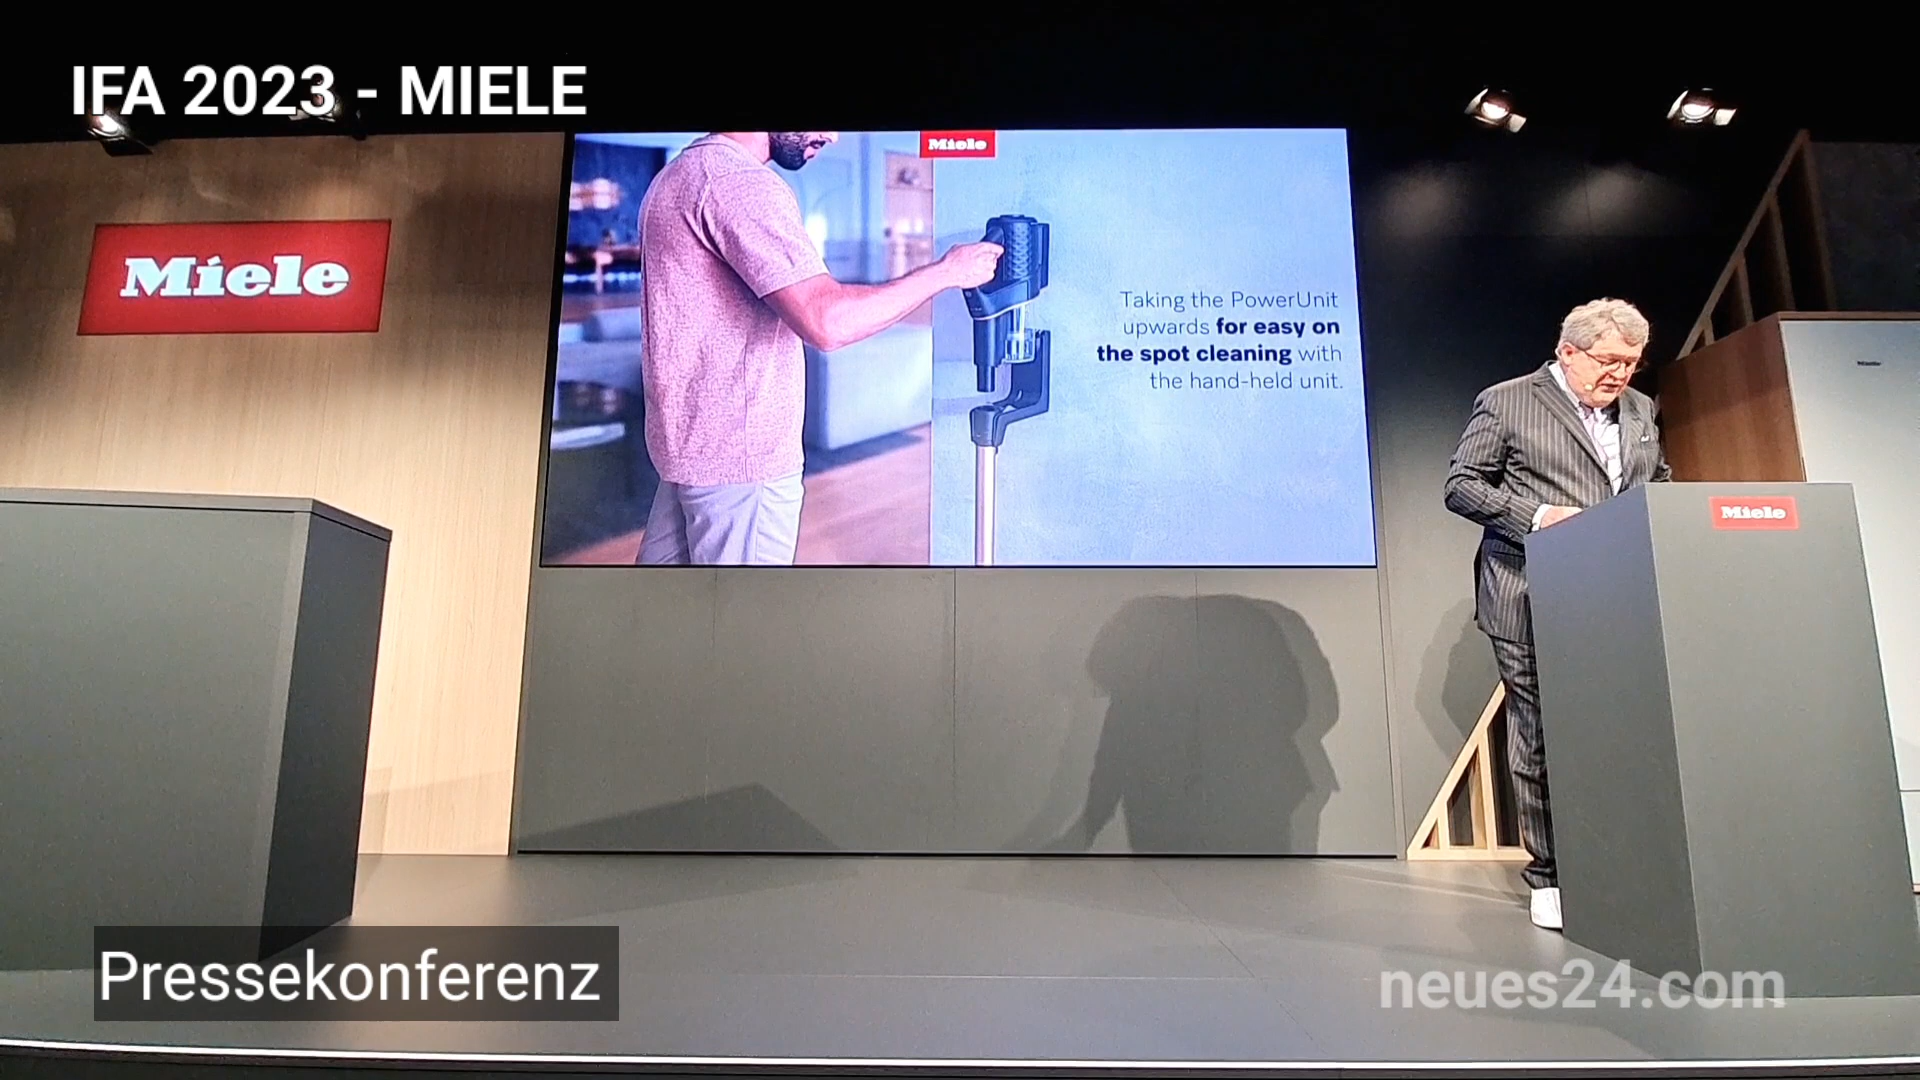 IFA 2023 - MIELE
Miele
Miele
Taking the PowerUnit
upwards for easy on
the spot cleaning with
the hand-held unit.
Miele
Miele
Pressekonferenz
neues24.com